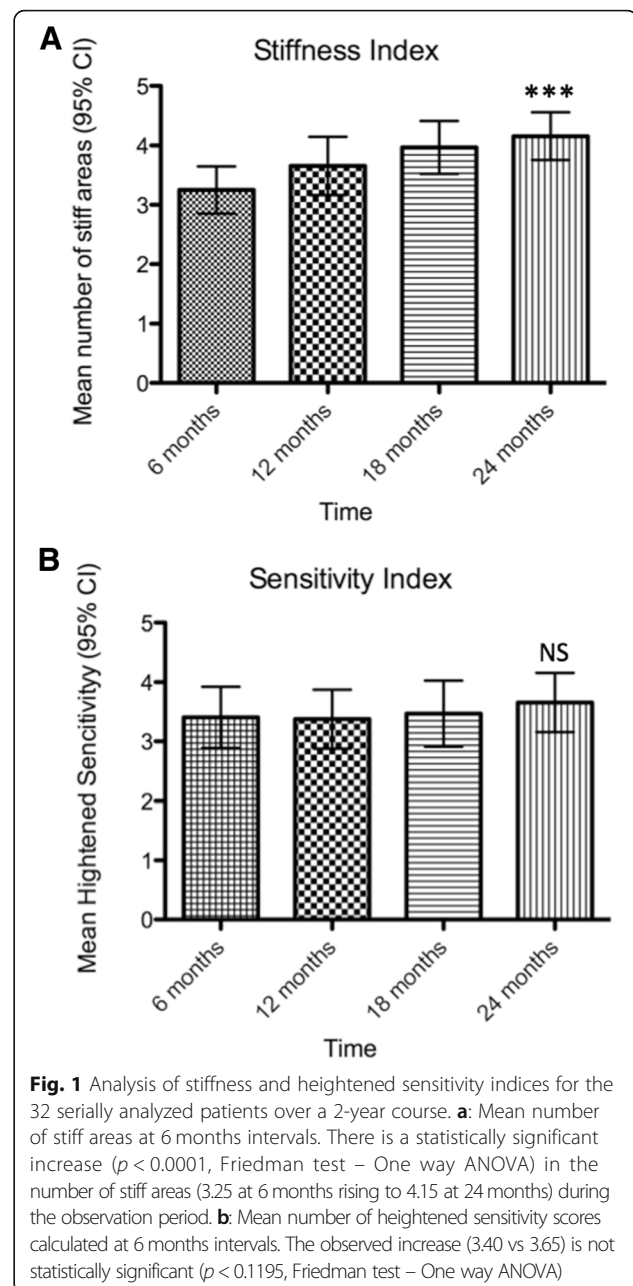 A
Stiffness Index
Mean number of stiff areas (95% CI)
5
4
3
2
1
0
***
6 months
12 months
18 months
24 months
Time
B
Sensitivity Index
Mean Hightened Sencitivityy (95% CI)
5
4
3
2
1
0
NS
6 months
12 months
18 months
24 months
Time
Fig. 1 Analysis of stiffness and heightened sensitivity indices for the
32 serially analyzed patients over a 2-year course. a: Mean number
of stiff areas at 6 months intervals. There is a statistically significant
increase (p < 0.0001, Friedman test – One way ANOVA) in the
number of stiff areas (3.25 at 6 months rising to 4.15 at 24 months) during
the observation period. b: Mean number of heightened sensitivity scores
calculated at 6 months intervals. The observed increase (3.40 vs 3.65) is not
statistically significant (p < 0.1195, Friedman test – One way ANOVA)